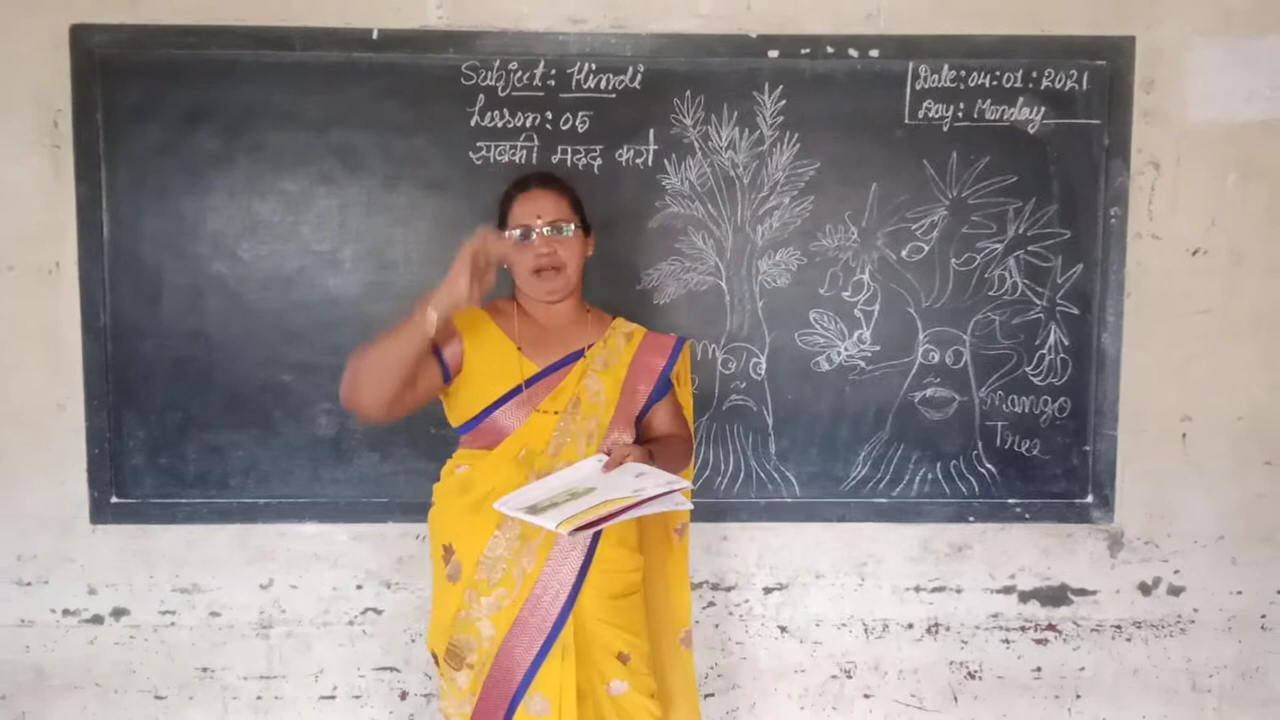 Subject: Hindi
Lesson: 05
सबकी मदद करो
Date: 04:01:2021
Day: Monday
mango
Tree